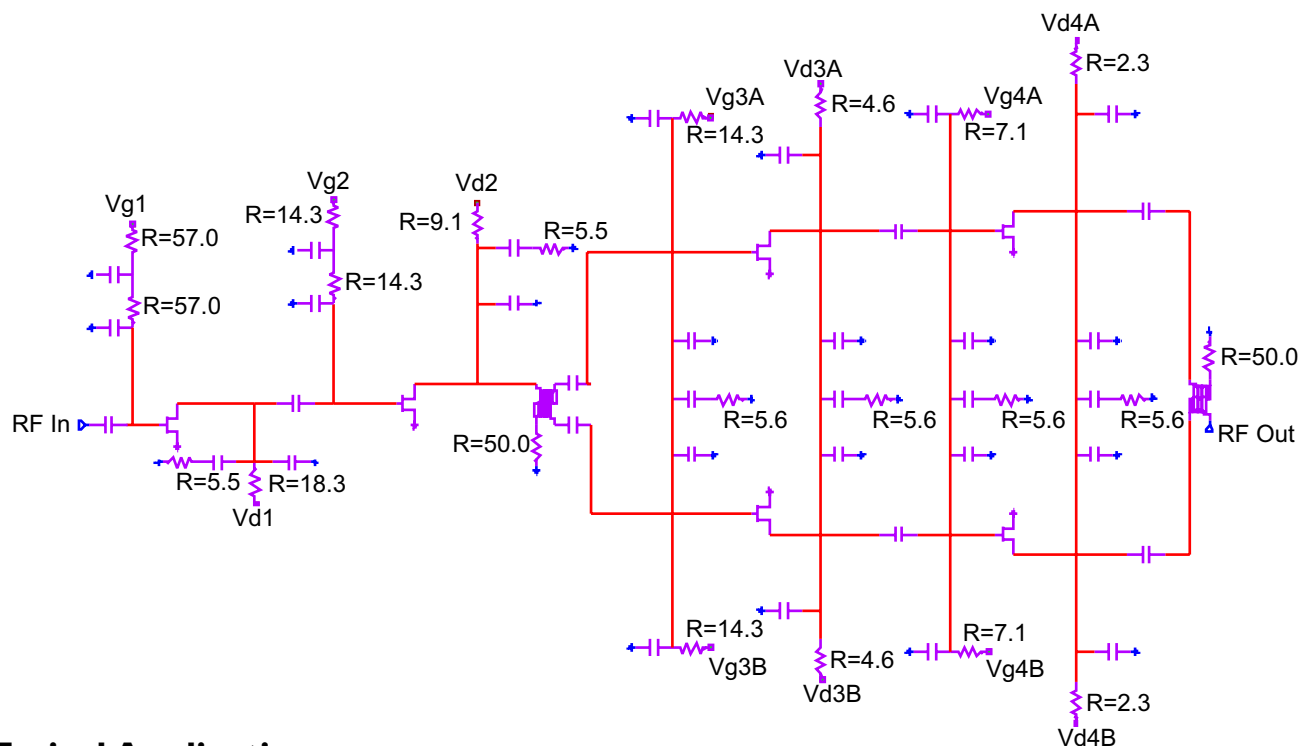 Vd4A
R=2.3
Vd3A
R=4.6
Vg3A
R=14.3
Vg4A
R=7.1
Vg2
R=14.3
R=14.3
Vd2
R=9.1
R=5.5
Vg1
R=57.0
R=57.0
R=50.0
R=5.6
R=5.6
R=5.6
R=5.6
RF In
RF Out
R=50.0
R=5.5
R=18.3
Vd1
R=14.3
Vg3B
R=4.6
Vd3B
R=7.1
Vg4B
R=2.3
Vd4B